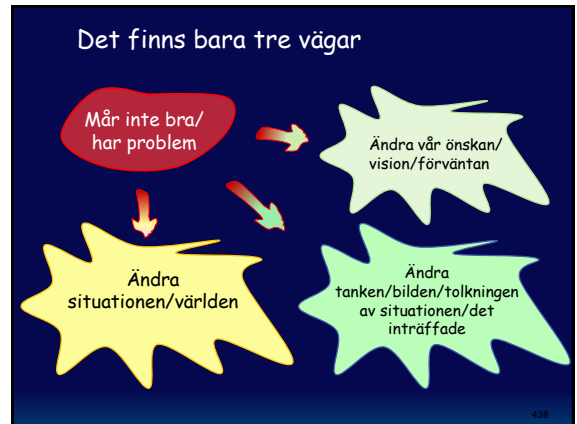 Det finns bara tre vägar
Mår inte bra/
har problem
Ändra vår önskan/
vision/förväntan
Ändra
situationen/världen
Ändra
tanken/bilden/tolkningen
av situationen/det
inträffade
438